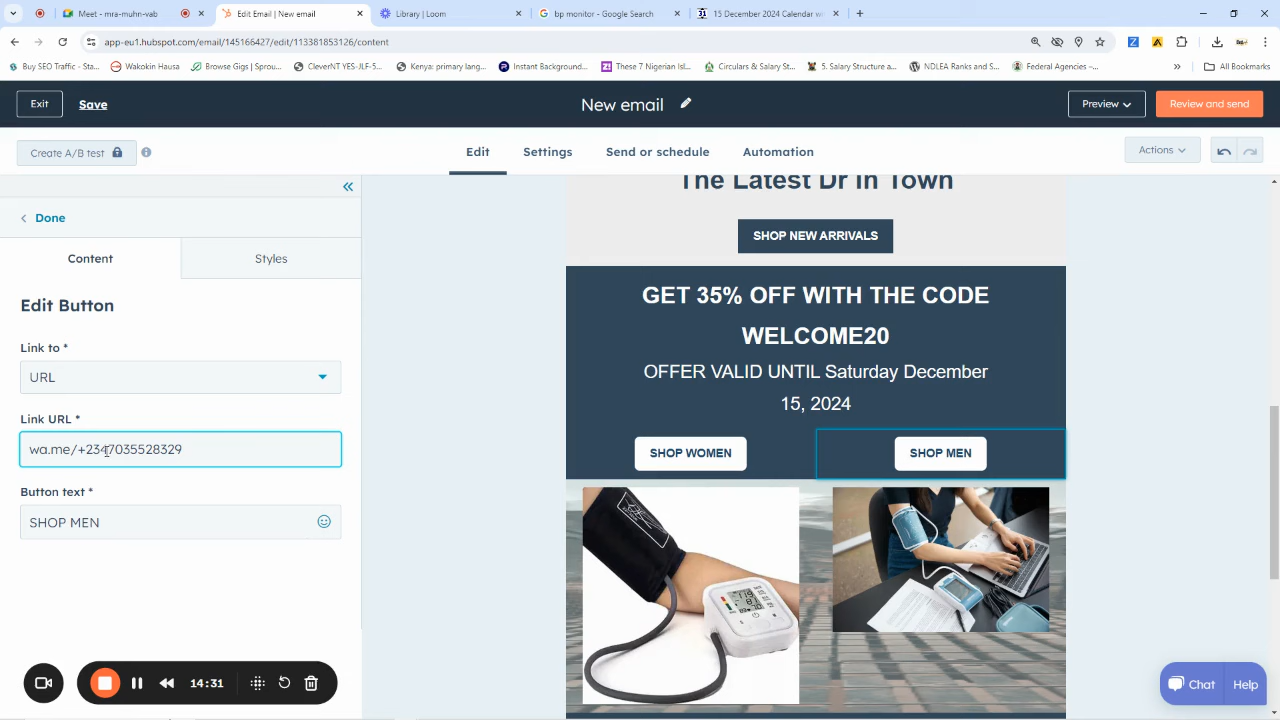 Meet – mra-muhn-vab
Edit Email | New email
Library | Loom
bp monitor - Google Search
31 15 December 2024 Calendar wi
app-eu1.hubspot.com/email/145166427/edit/113381853126/content
Buy SEO Traffic - So...
Wakokin Hausa
Browse Gigs | Sprou...
CleverNT YES-JLF-5...
Kenya: primary lang...
Instant Background...
These 7 Nigerian Isl...
Circulars & Salary S...
5. Salary Structure a...
NDLEA Ranks and S...
Federal Agencies –...
»
All Bookmarks
Exit
Save
New email
Preview
Review and send
Create A/B test
Edit
Settings
Send or schedule
Automation
Actions
Done
Content
Styles
Edit Button
Link to *
URL
Link URL *
wa.me/+2347035528329
Button text *
SHOP MEN
The Latest Dr In Town
SHOP NEW ARRIVALS
GET 35% OFF WITH THE CODE
WELCOME20
OFFER VALID UNTIL Saturday December
15, 2024
SHOP WOMEN
SHOP MEN
14:31
Chat
Help